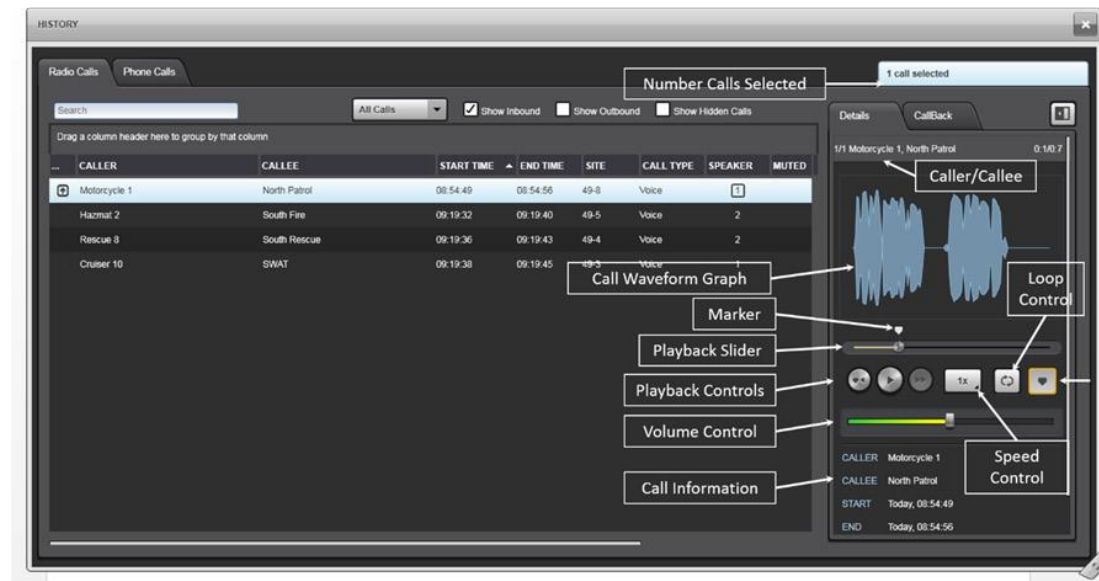 HISTORY
Radio Calls Phone Calls
Number Calls Selected
1 call selected
Search
All Calls
Show Inbound Show Outbound Show Hidden Calls
Details CallBack
Drag a column header here to group by that column
1/1 Motorcycle 1, North Patrol 0:1/0:7
... CALLER CALLEE START TIME END TIME SITE CALL TYPE SPEAKER MUTED
Caller/Callee
Motorcycle 1 North Patrol 08:54:49 08:54:56 49-8 Voice 1
Hazmat 2 South Fire 09:19:32 09:19:40 49-5 Voice 2
Rescue 8 South Rescue 09:19:36 09:19:43 49-4 Voice 2
Cruiser 10 SWAT 09:19:38 09:19:45 49-3 Voice 1
Call Waveform Graph
Loop
Control
Marker
Playback Slider
Playback Controls
1x
Volume Control
Speed
Control
Call Information
CALLER Motorcycle 1
CALLEE North Patrol
START Today, 08:54:49
END Today, 08:54:56